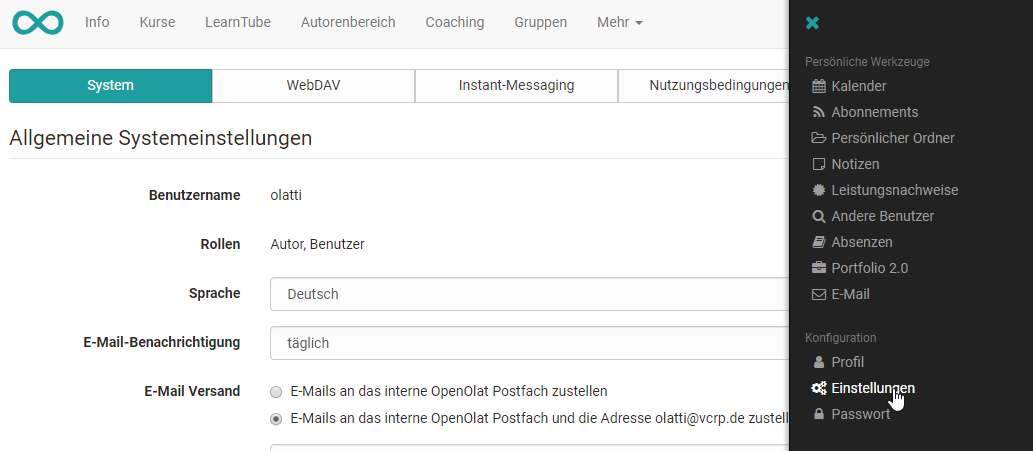 Info Kurse LearnTube Autorenbereich Coaching Gruppen Mehr
System WebDAV Instant-Messaging Nutzungsbedingungen
Allgemeine Systemeinstellungen
Benutzername olatti
Rollen Autor, Benutzer
Sprache Deutsch
E-Mail-Benachrichtigung täglich
E-Mail Versand E-Mails an das interne OpenOlat Postfach zustellen
E-Mails an das interne OpenOlat Postfach und die Adresse olatti@vcrp.de zustell
Persönliche Werkzeuge
Kalender
Abonnements
Persönlicher Ordner
Notizen
Leistungsnachweise
Andere Benutzer
Absenzen
Portfolio 2.0
E-Mail
Konfiguration
Profil
Einstellungen
Passwort